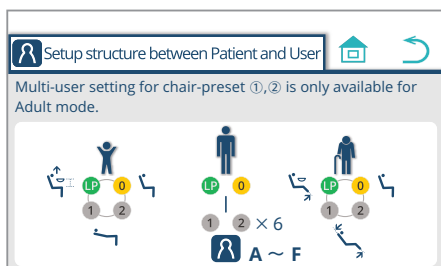 Setup structure between Patient and User
Multi-user setting for chair-preset ①,② is only available for
Adult mode.
LP 0 LP 0 LP 0
1 2 1 2 × 6 1 2
A ~ F